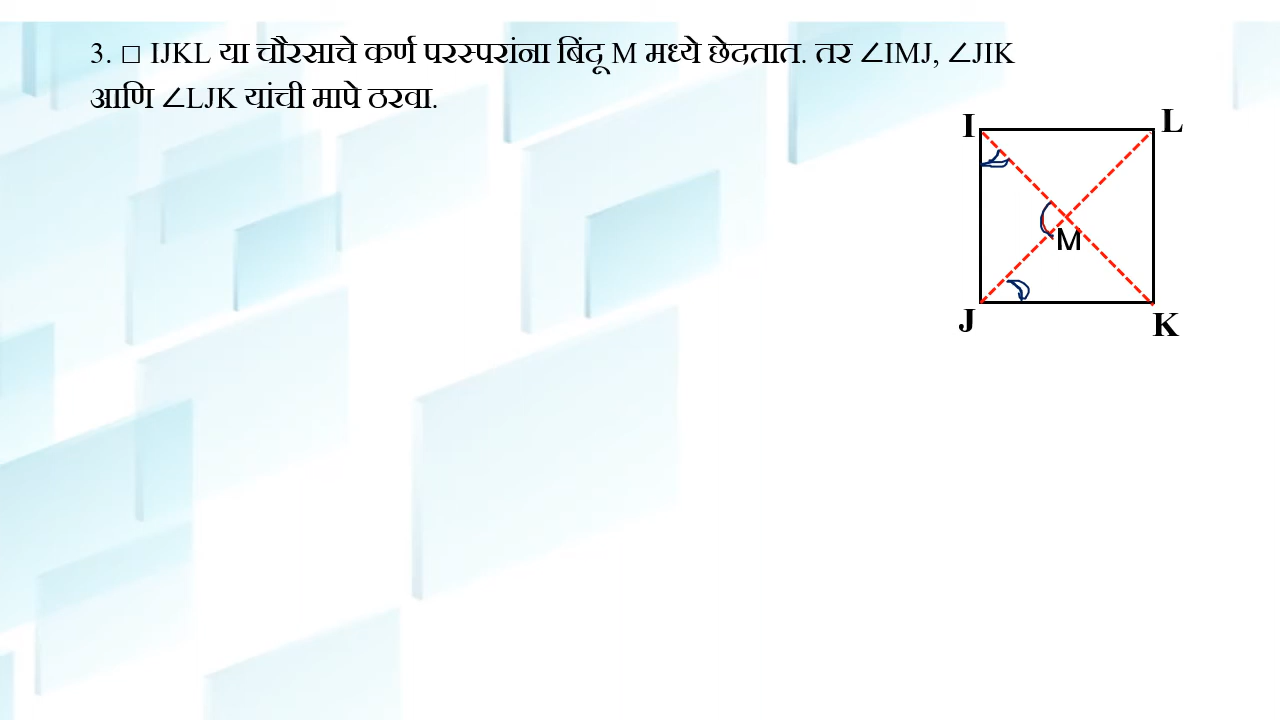 3. □ IJKL या चौरसाचे कर्ण परस्परांना बिंदू M मध्ये छेदतात. तर ∠IMJ, ∠JIK
आणि ∠LJK यांची मापे ठरवा.
I L
M
J K